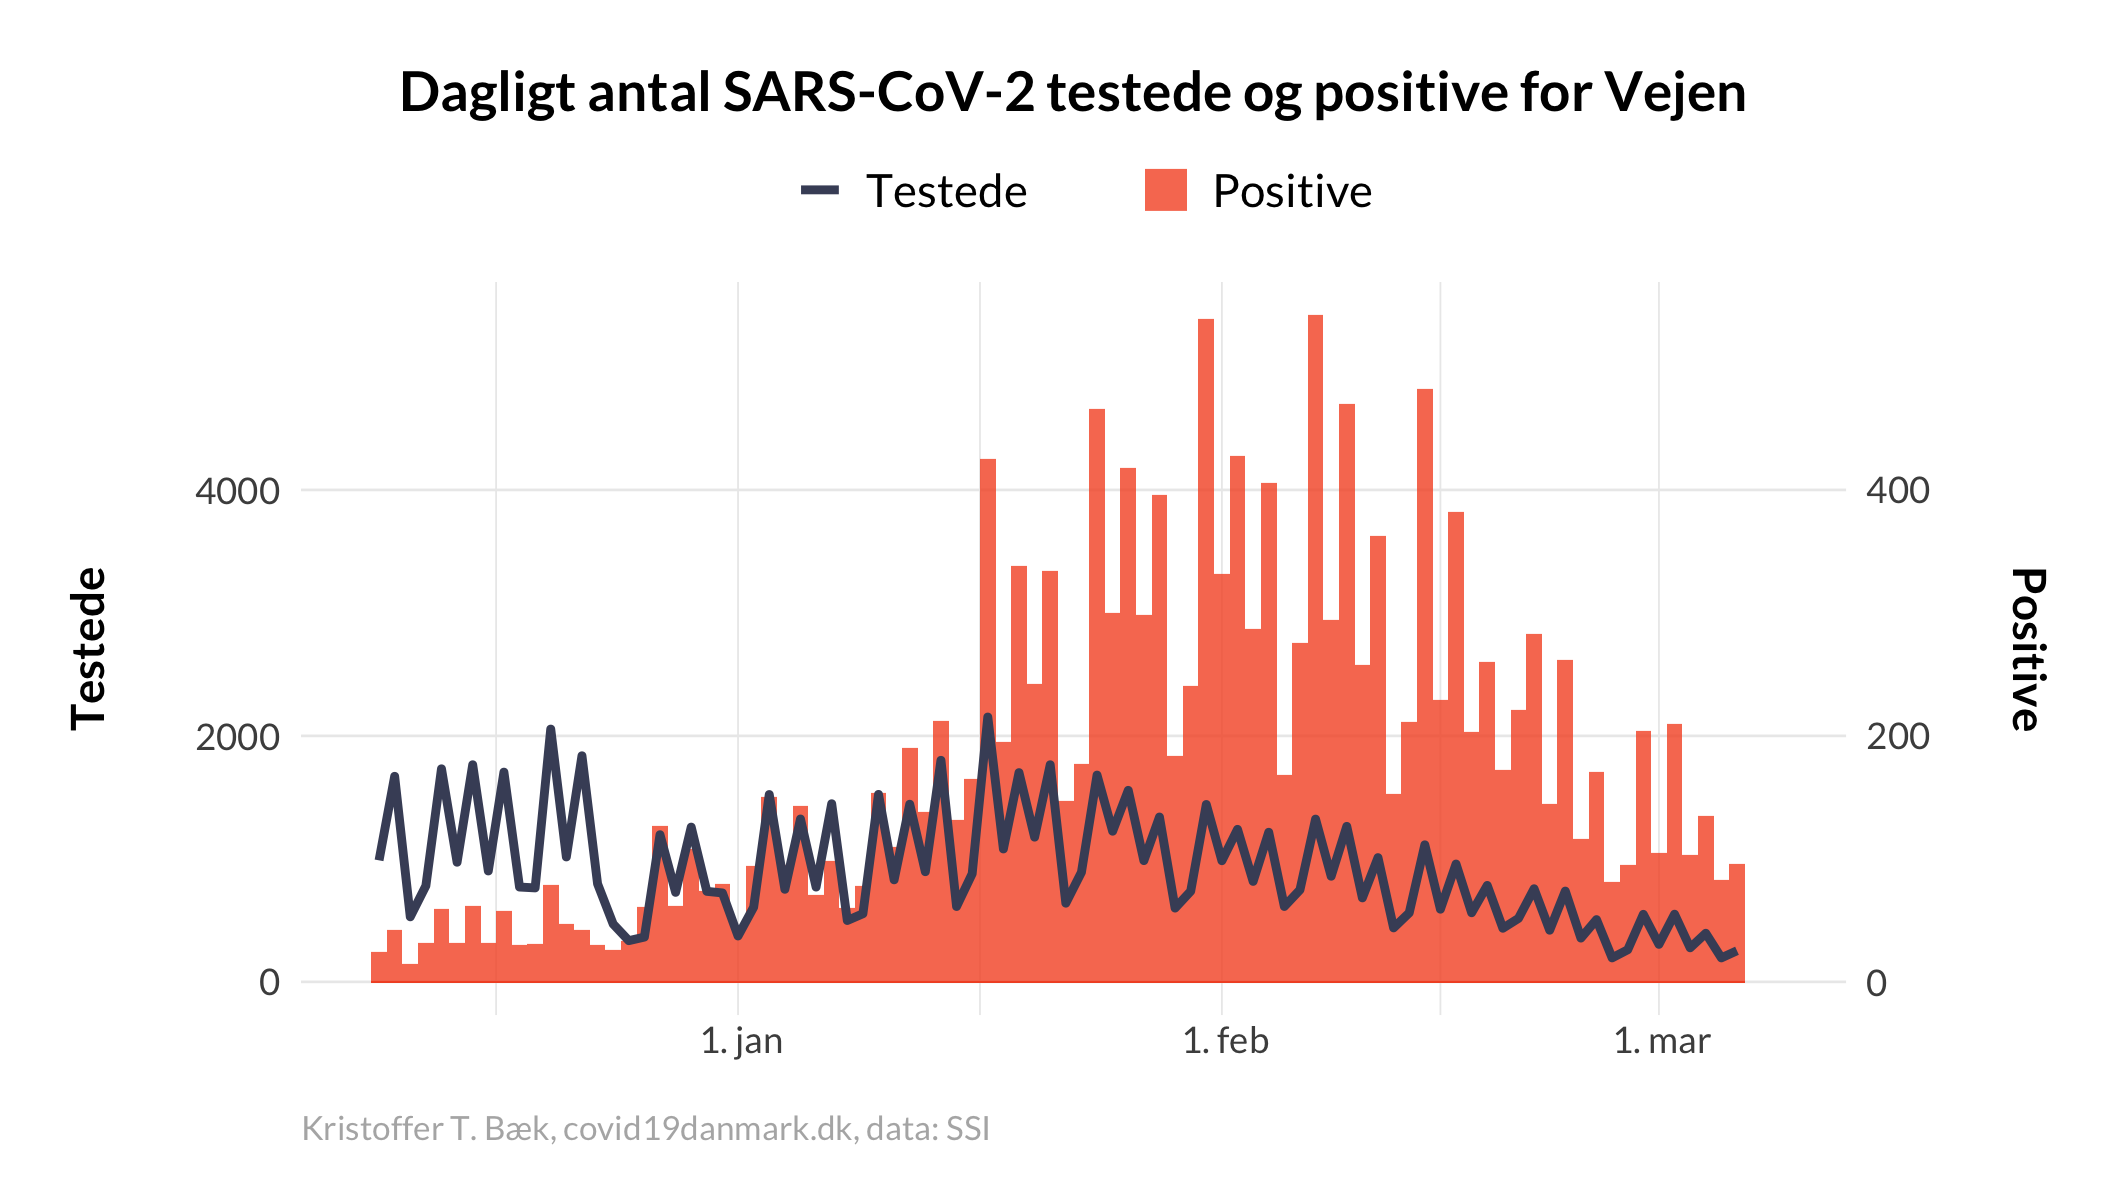 Dagligt antal SARS-CoV-2 testede og positive for Vejen
Testede
Positive
4000
2000
0
400
200
0
Testede
Positive
1. jan
1. feb
1. mar
Kristoffer T. Bæk, covid19danmark.dk, data: SSI